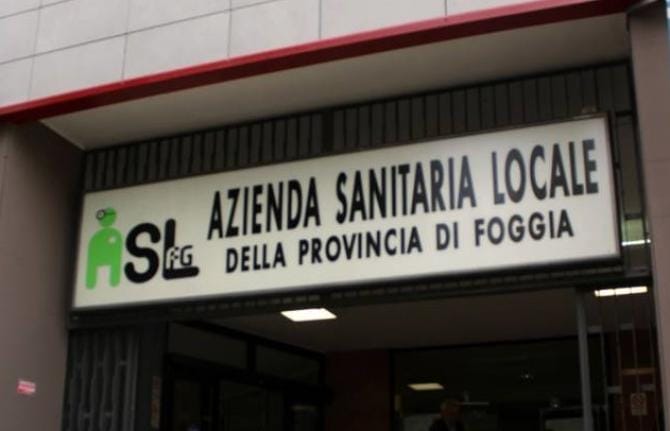 ASL FG
AZIENDA SANITARIA LOCALE
DELLA PROVINCIA DI FOGGIA